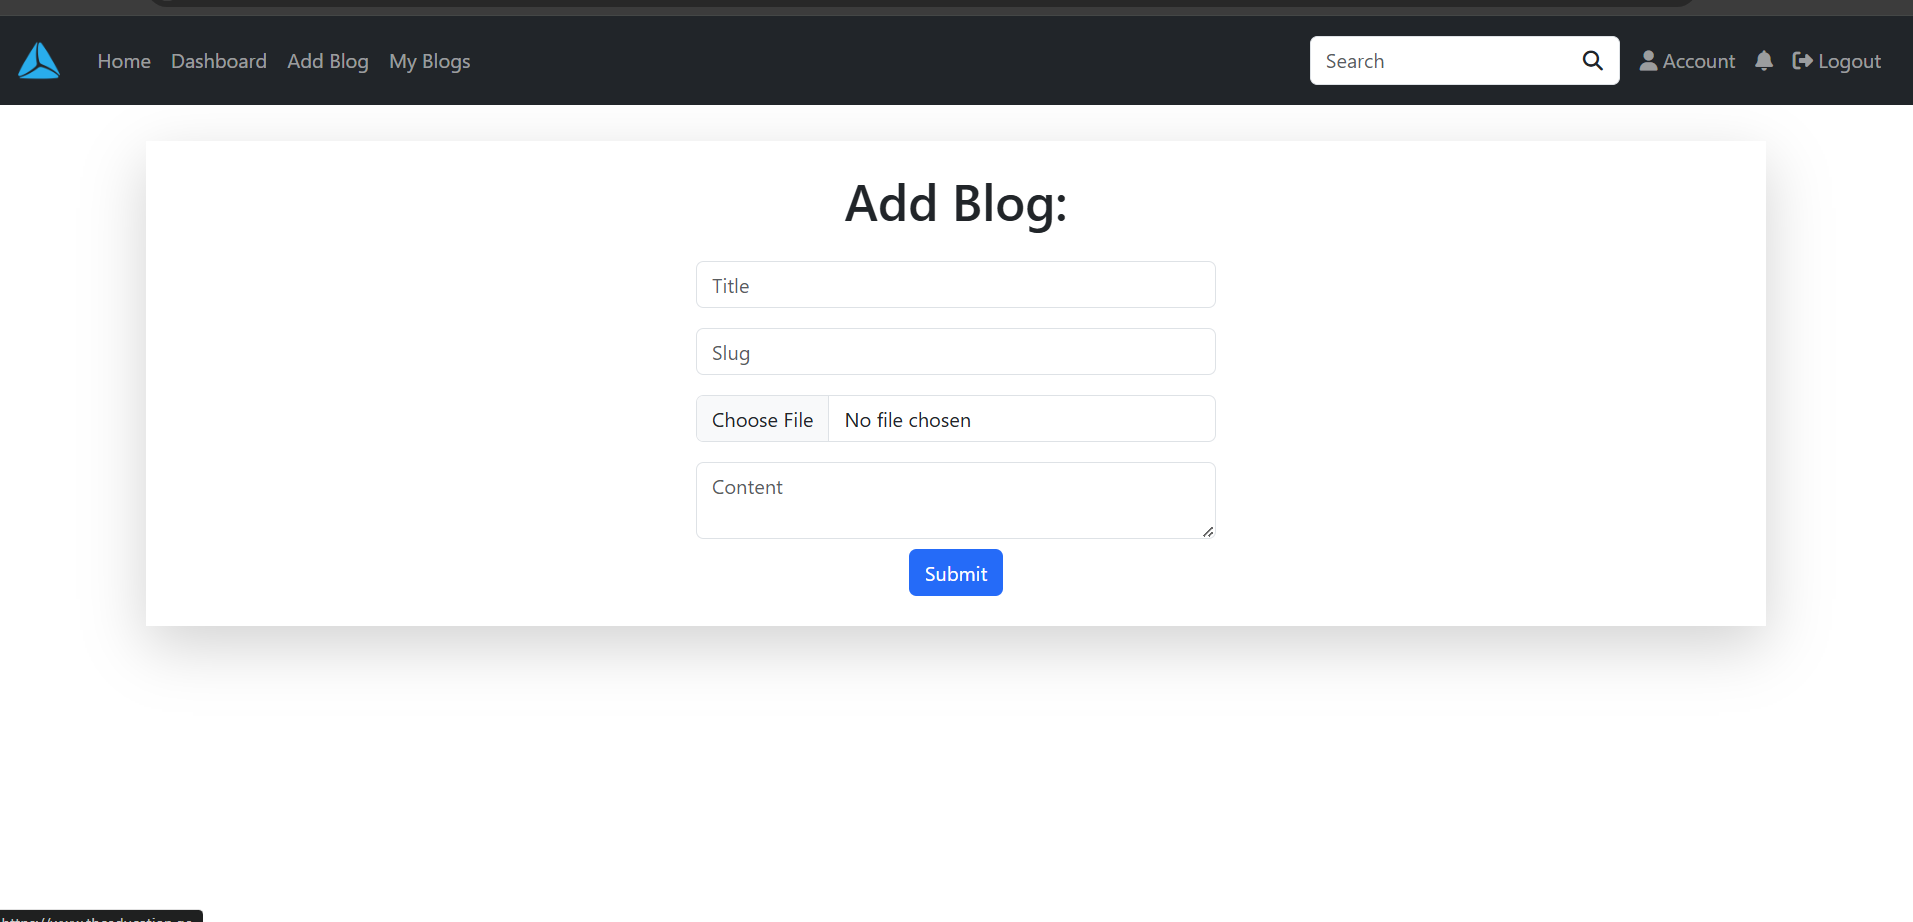 Home Dashboard Add Blog My Blogs Search Account Logout
Add Blog:
Title
Slug
Choose File No file chosen
Content
Submit